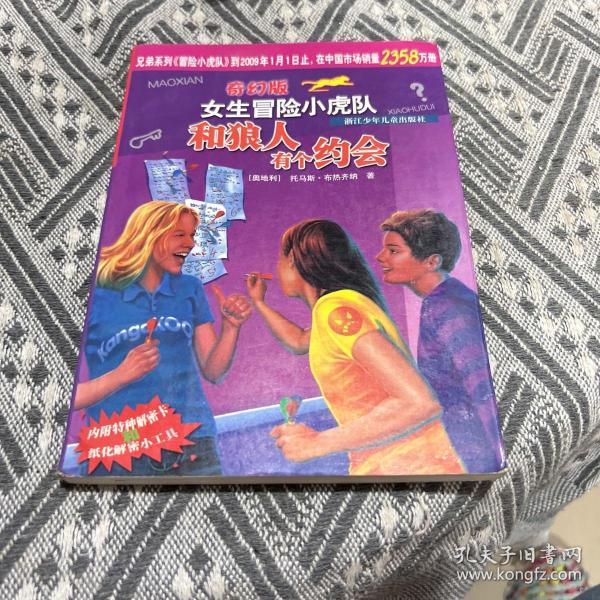 兄弟系列《冒险小虎队》到2009年1月1日止，在中国市场销量2358万册
MAOXIAN
奇幻版
女生冒险小虎队
?
XIAOHUDUI
浙江少年儿童出版社
和狼人
有个约会
［奥地利］ 托马斯·布热齐纳 著
Kangaroo
内附特种解密卡
和
纸化解密小工具
孔夫子旧书网
www.kongfz.com